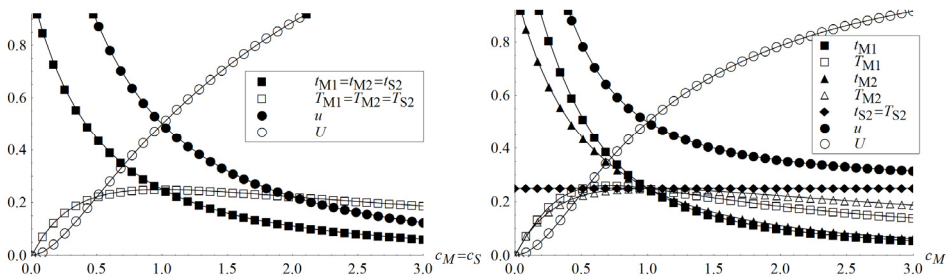 0.8
0.6
0.4
0.2
0.0
0.0 0.5 1.0 1.5 2.0 2.5 3.0
c_M=c_S
t_M1=t_M2=t_S2
T_M1=T_M2=T_S2
u
U
0.8
0.6
0.4
0.2
0.0
0.0 0.5 1.0 1.5 2.0 2.5 3.0
c_M
t_M1
T_M1
t_M2
T_M2
t_S2=T_S2
u
U